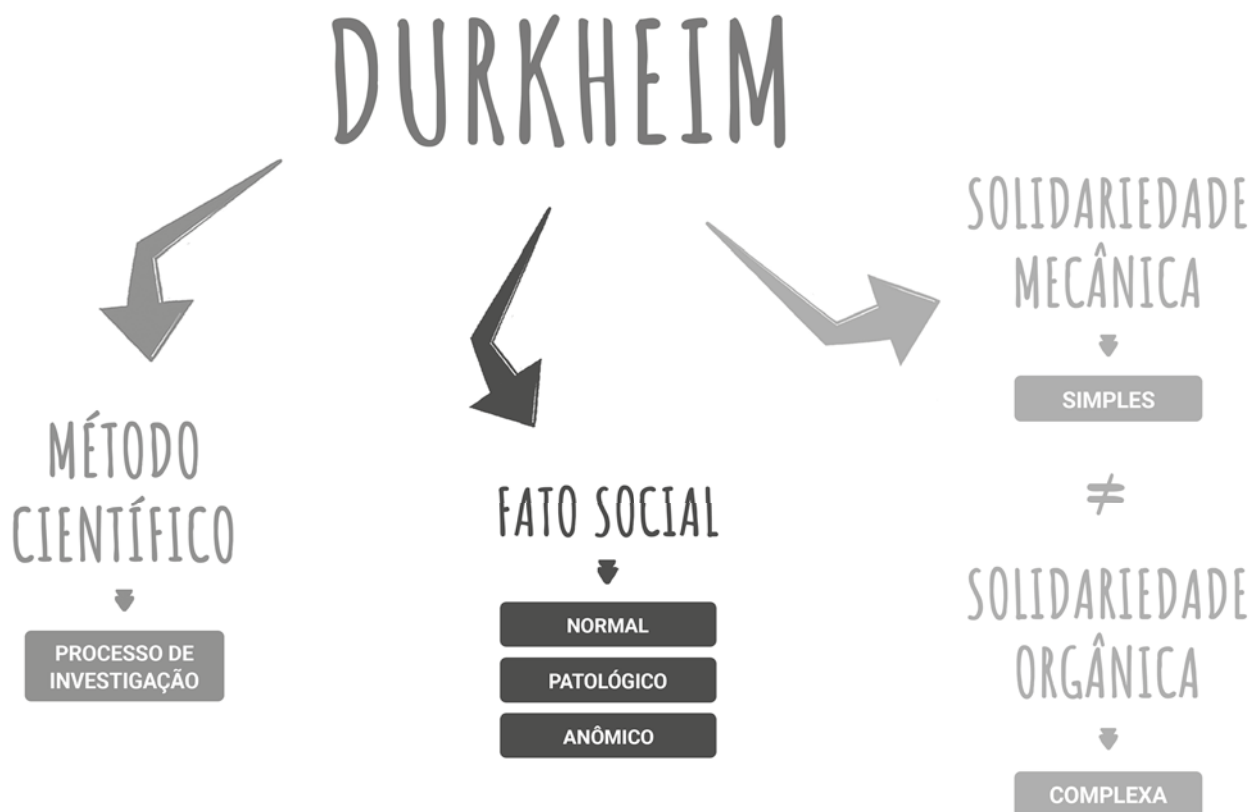 DURKHEIM
MÉTODO
CIENTÍFICO
PROCESSO DE
INVESTIGAÇÃO
FATO SOCIAL
NORMAL
PATOLÓGICO
ANÔMICO
SOLIDARIEDADE
MECÂNICA
SIMPLES
≠
SOLIDARIEDADE
ORGÂNICA
COMPLEXA